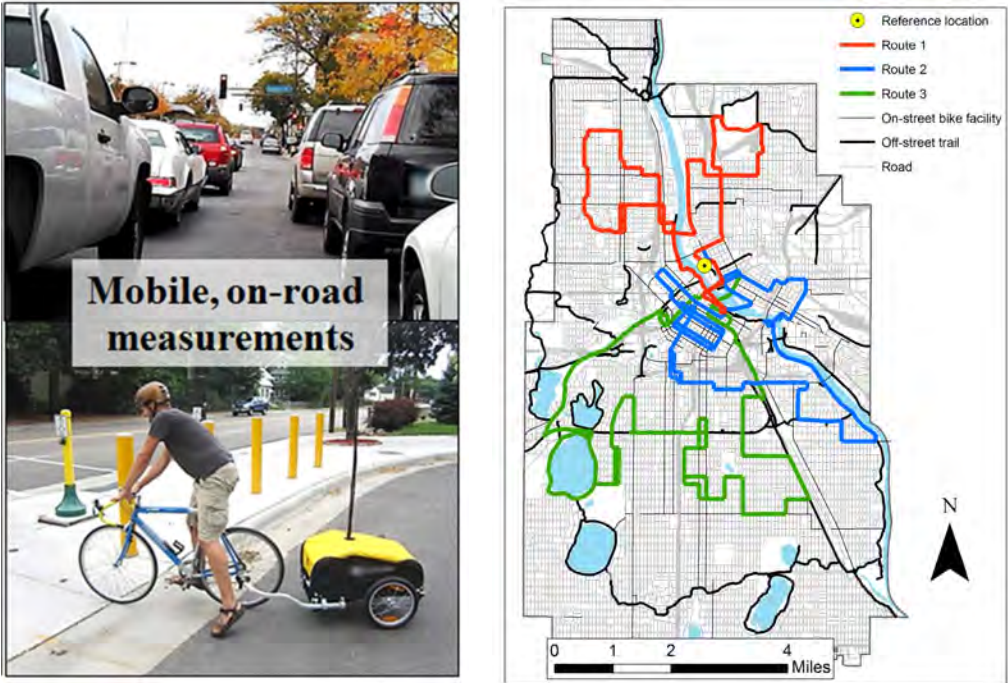 Mobile, on-road
measurements
Reference location
Route 1
Route 2
Route 3
On-street bike facility
Off-street trail
Road
N
0 1 2 4
Miles